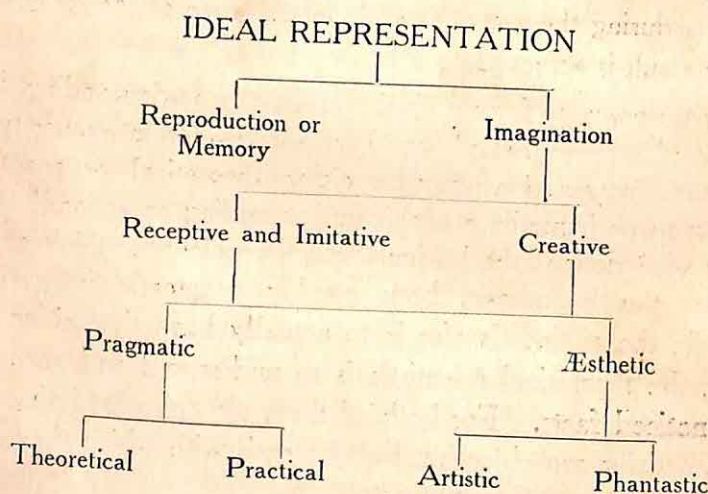 IDEAL REPRESENTATION
Reproduction or
Memory
Imagination
Receptive and Imitative
Creative
Pragmatic
Æsthetic
Theoretical
Practical
Artistic
Phantastic